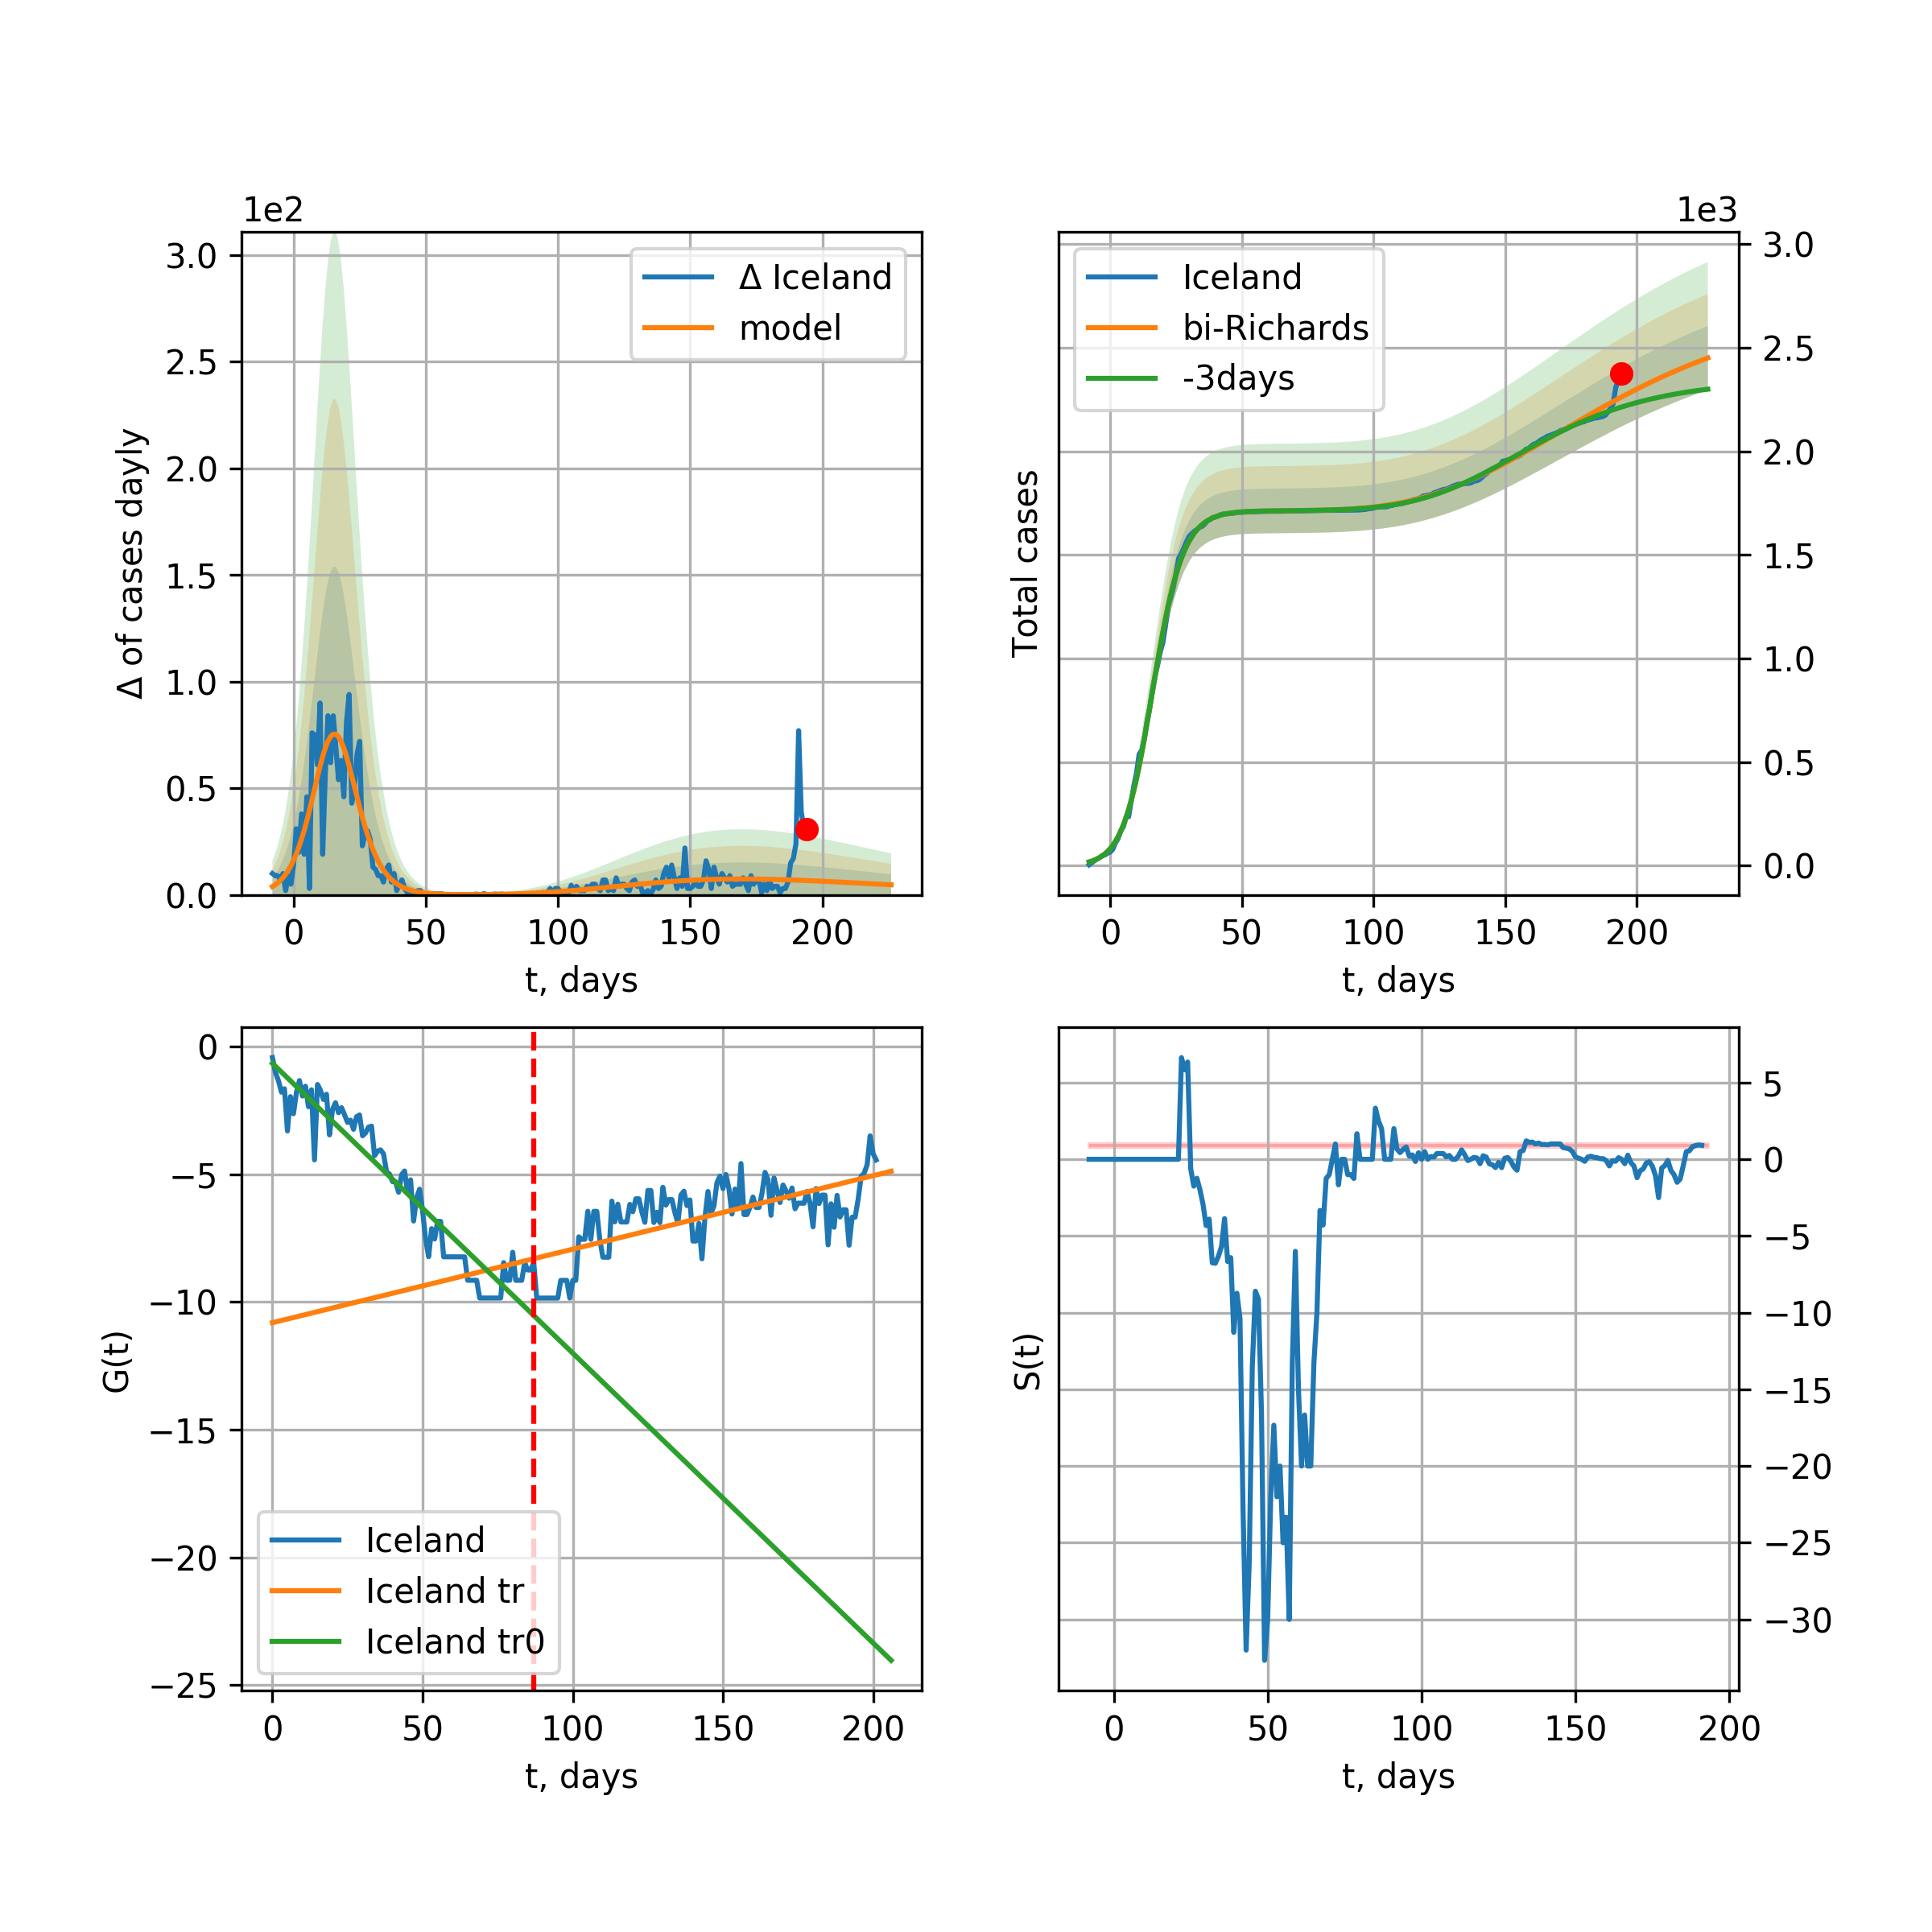 1e2
Δ of cases dayly
3.0
2.5
2.0
1.5
1.0
0.5
0.0
0 50 100 150 200
t, days
Δ Iceland
model
1e3
Total cases
3.0
2.5
2.0
1.5
1.0
0.5
0.0
0 50 100 150 200
t, days
Iceland
bi-Richards
-3days
G(t)
0
−5
−10
−15
−20
−25
0 50 100 150 200
t, days
Iceland
Iceland tr
Iceland tr0
S(t)
5
0
−5
−10
−15
−20
−25
−30
0 50 100 150 200
t, days